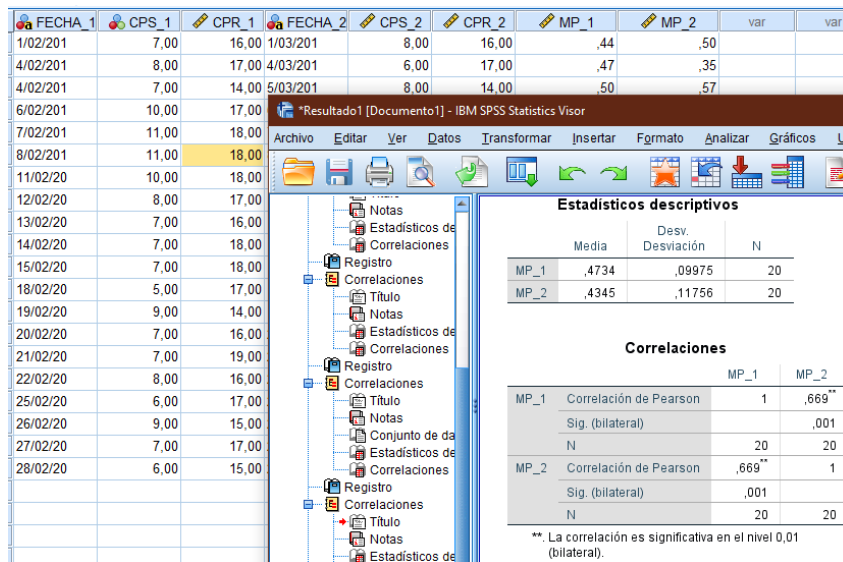 FECHA_1 CPS_1 CPR_1 FECHA_2 CPS_2 CPR_2 MP_1 MP_2 var var
1/02/201 7,00 16,00 1/03/201 8,00 16,00 ,44 ,50
4/02/201 8,00 17,00 4/03/201 6,00 17,00 ,47 ,35
4/02/201 7,00 14,00 5/03/201 8,00 14,00 ,50 ,57
6/02/201 10,00 17,00
7/02/201 11,00 18,00
8/02/201 11,00 18,00
11/02/20 10,00 18,00
12/02/20 8,00 17,00
13/02/20 7,00 16,00
14/02/20 7,00 18,00
15/02/20 7,00 18,00
18/02/20 5,00 17,00
19/02/20 9,00 14,00
20/02/20 7,00 16,00
21/02/20 7,00 19,00
22/02/20 8,00 16,00
25/02/20 6,00 17,00
26/02/20 9,00 15,00
27/02/20 7,00 17,00
28/02/20 6,00 15,00
*Resultado1 [Documento1] - IBM SPSS Statistics Visor
Archivo Editar Ver Datos Transformar Insertar Formato Analizar Gráficos
Notas
Estadísticos de
Correlaciones
Registro
Correlaciones
Título
Notas
Estadísticos de
Correlaciones
Registro
Correlaciones
Título
Notas
Conjunto de da
Estadísticos de
Correlaciones
Registro
Correlaciones
Título
Notas
Estadísticos de
Estadísticos descriptivos
Media Desv. Desviación N
MP_1 ,4734 ,09975 20
MP_2 ,4345 ,11756 20
Correlaciones
MP_1 MP_2
MP_1 Correlación de Pearson 1 ,669**
Sig. (bilateral) ,001
N 20 20
MP_2 Correlación de Pearson ,669** 1
Sig. (bilateral) ,001
N 20 20
**. La correlación es significativa en el nivel 0,01
(bilateral).